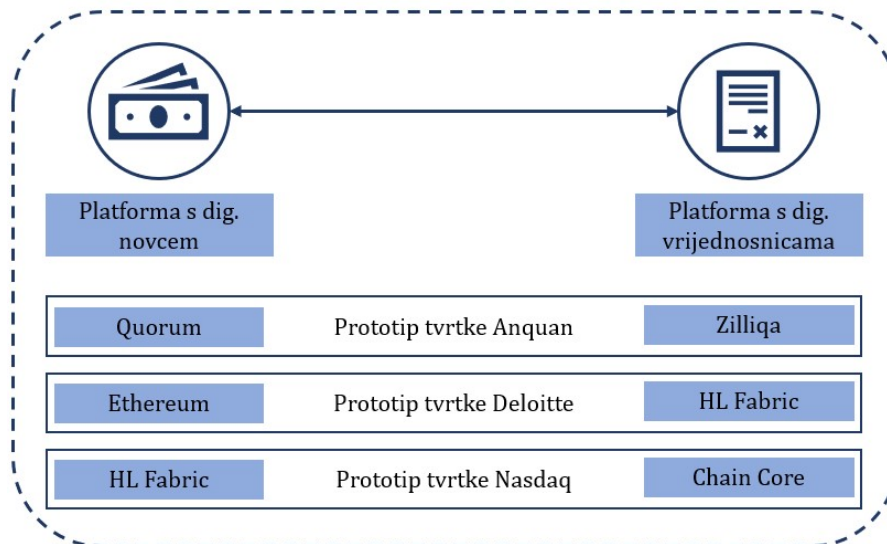 Platforma s dig.
novcem
Platforma s dig.
vrijednosnicama
Quorum
Prototip tvrtke Anquan
Zilliqa
Ethereum
Prototip tvrtke Deloitte
HL Fabric
HL Fabric
Prototip tvrtke Nasdaq
Chain Core